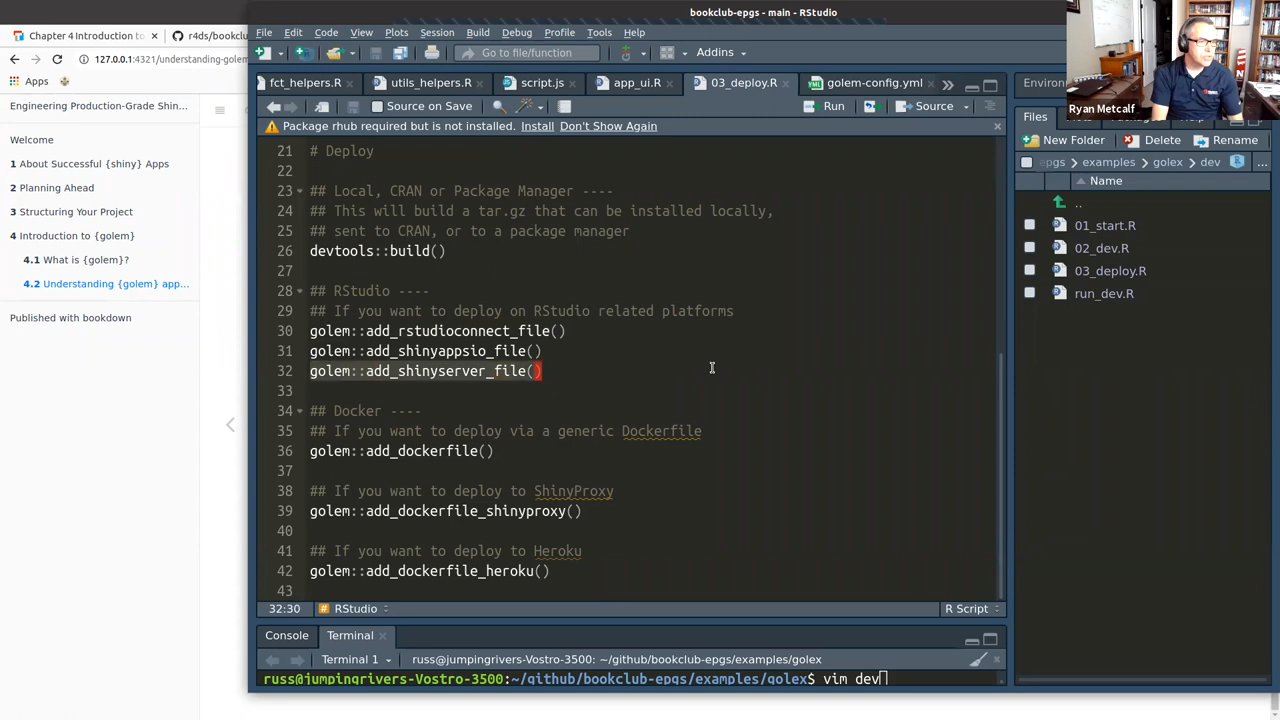 bookclub-epgs - main - RStudio
Chapter 4 Introduction to
r4ds/bookclu
127.0.0.1:4321/understanding-golem
Apps
File Edit Code View Plots Session Build Debug Profile Tools Help
Go to file/function
Addins
Ryan Metcalf
Engineering Production-Grade Shin...
Welcome
1 About Successful {shiny} Apps
2 Planning Ahead
3 Structuring Your Project
4 Introduction to {golem}
4.1 What is {golem}?
4.2 Understanding {golem} app...
Published with bookdown
fct_helpers.R
utils_helpers.R
script.js
app_ui.R
03_deploy.R
golem-config.yml
Source on Save
Run
Source
Package rhub required but is not installed. Install Don't Show Again
21 # Deploy
22
23 ## Local, CRAN or Package Manager ----
24 ## This will build a tar.gz that can be installed locally,
25 ## sent to CRAN, or to a package manager
26 devtools::build()
27
28 ## RStudio ----
29 ## If you want to deploy on RStudio related platforms
30 golem::add_rstudioconnect_file()
31 golem::add_shinyappsio_file()
32 golem::add_shinyserver_file()
33
34 ## Docker ----
35 ## If you want to deploy via a generic Dockerfile
36 golem::add_dockerfile()
37
38 ## If you want to deploy to ShinyProxy
39 golem::add_dockerfile_shinyproxy()
40
41 ## If you want to deploy to Heroku
42 golem::add_dockerfile_heroku()
43
32:30
RStudio
R Script
Console
Terminal
Terminal 1
russ@jumpingrivers-Vostro-3500: ~/github/bookclub-epgs/examples/golex
russ@jumpingrivers-Vostro-3500:~/github/bookclub-epgs/examples/golex$ vim dev
Environ
Files
New Folder
Delete
Rename
epgs examples golex dev ...
Name
..
01_start.R
02_dev.R
03_deploy.R
run_dev.R